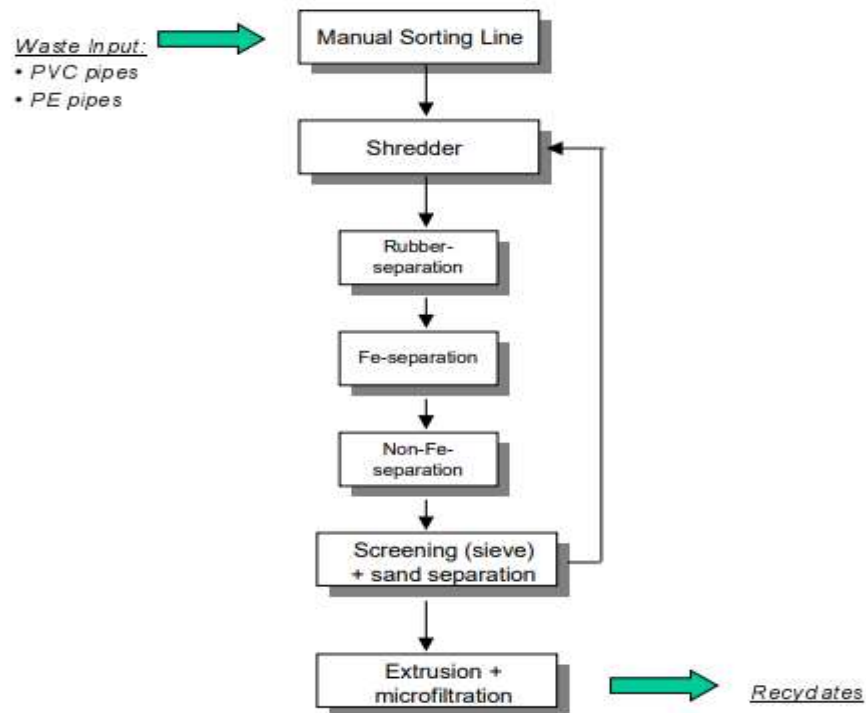 Waste Input:
• PVC pipes
• PE pipes
Manual Sorting Line
Shredder
Rubber-
separation
Fe-separation
Non-Fe-
separation
Screening (sieve)
+ sand separation
Extrusion +
microfiltration
Recydates